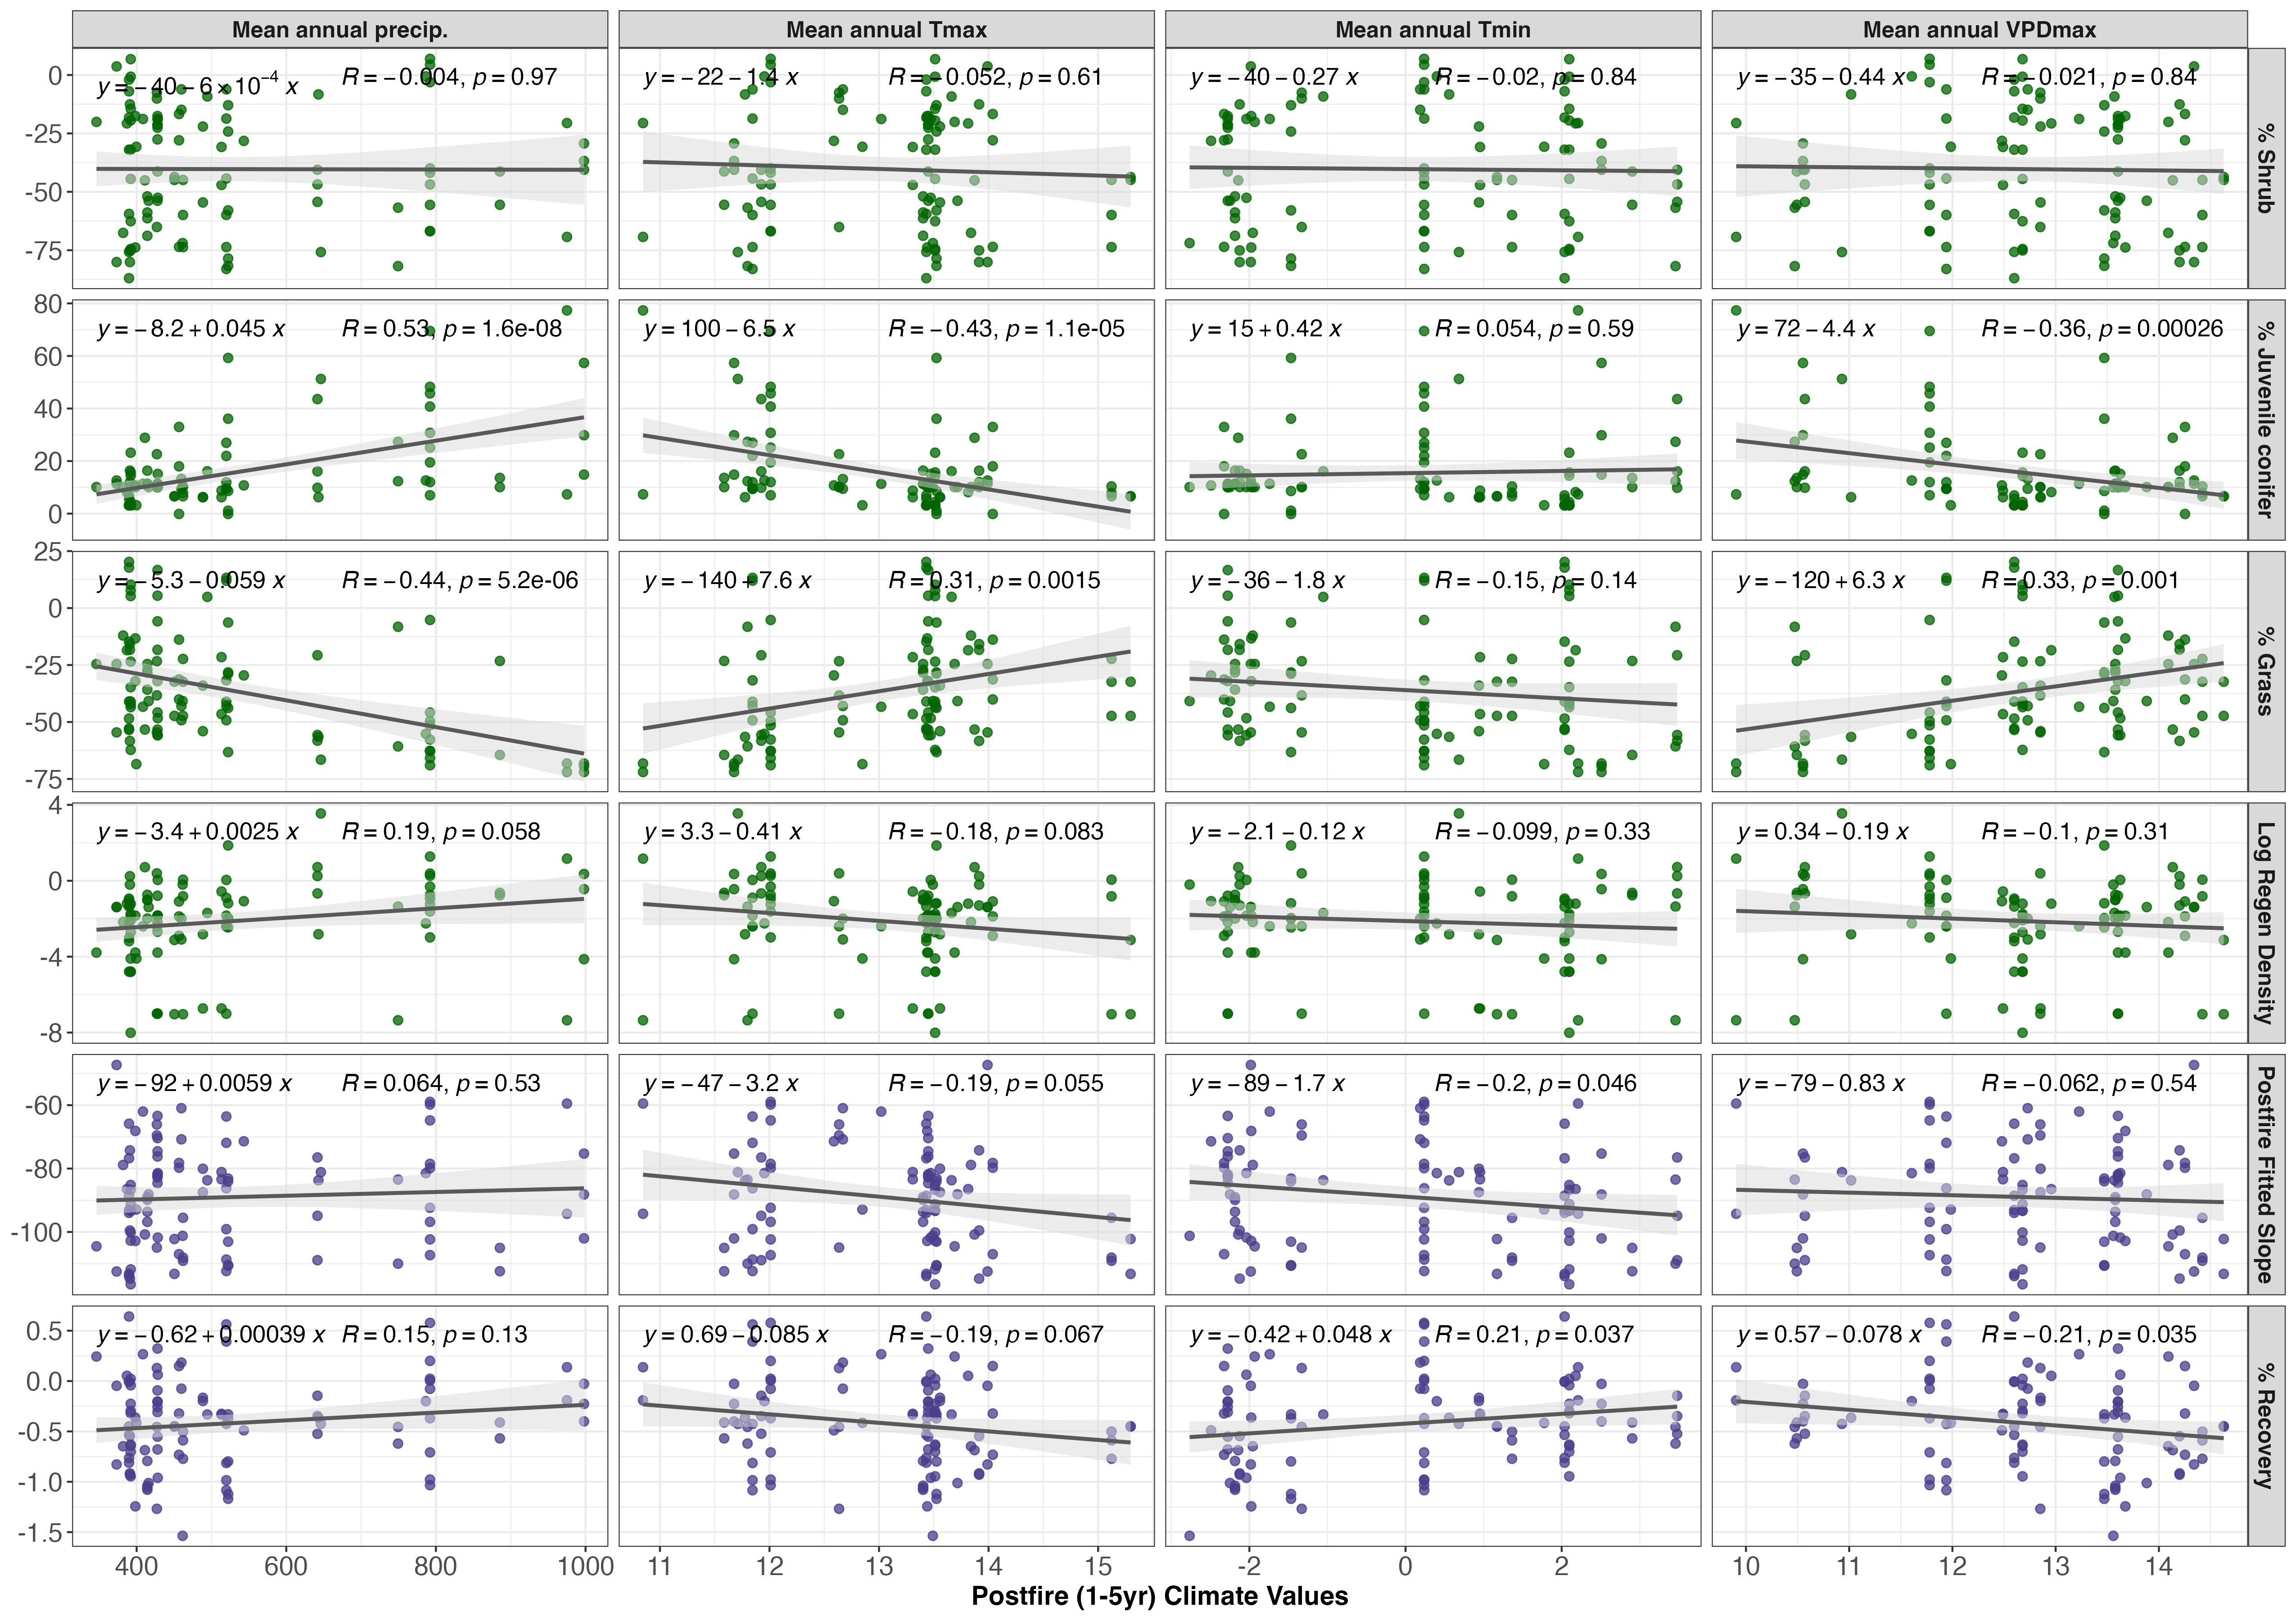 Mean annual precip. Mean annual Tmax Mean annual Tmin Mean annual VPDmax
y = −40 − 6 × 10−4 x R = −0.004, p = 0.97 y = −22 − 1.4 x R = −0.052, p = 0.61 y = −40 − 0.27 x R = −0.02, p = 0.84 y = −35 − 0.44 x R = −0.021, p = 0.84
0
-25
-50
-75
% Shrub
80
y = −8.2 + 0.045 x R = 0.53, p = 1.6e-08 y = 100 − 6.5 x R = −0.43, p = 1.1e-05 y = 15 + 0.42 x R = 0.054, p = 0.59 y = 72 − 4.4 x R = −0.36, p = 0.00026
60
40
20
0
% Juvenile conifer
25
y = −5.3 − 0.059 x R = −0.44, p = 5.2e-06 y = −140 + 7.6 x R = 0.31, p = 0.0015 y = −36 − 1.8 x R = −0.15, p = 0.14 y = −120 + 6.3 x R = 0.33, p = 0.001
0
-25
-50
-75
% Grass
4
y = −3.4 + 0.0025 x R = 0.19, p = 0.058 y = 3.3 − 0.41 x R = −0.18, p = 0.083 y = −2.1 − 0.12 x R = −0.099, p = 0.33 y = 0.34 − 0.19 x R = −0.1, p = 0.31
0
-4
-8
Log Regen Density
y = −92 + 0.0059 x R = 0.064, p = 0.53 y = −47 − 3.2 x R = −0.19, p = 0.055 y = −89 − 1.7 x R = −0.2, p = 0.046 y = −79 − 0.83 x R = −0.062, p = 0.54
-60
-80
-100
Postfire Fitted Slope
y = −0.62 + 0.00039 x R = 0.15, p = 0.13 y = 0.69 − 0.085 x R = −0.19, p = 0.067 y = −0.42 + 0.048 x R = 0.21, p = 0.037 y = 0.57 − 0.078 x R = −0.21, p = 0.035
0.5
0.0
-0.5
-1.0
-1.5
% Recovery
400 600 800 1000 11 12 13 14 15 -2 0 2 10 11 12 13 14
Postfire (1-5yr) Climate Values